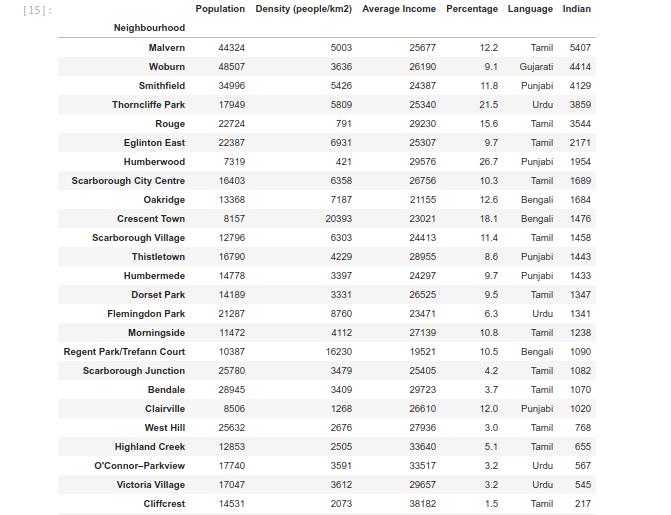 [15]:
Population Density (people/km2) Average Income Percentage Language Indian
Neighbourhood
Malvern 44324 5003 25677 12.2 Tamil 5407
Woburn 48507 3636 26190 9.1 Gujarati 4414
Smithfield 34996 5426 24387 11.8 Punjabi 4129
Thorncliffe Park 17949 5809 25340 21.5 Urdu 3859
Rouge 22724 791 29230 15.6 Tamil 3544
Eglinton East 22387 6931 25307 9.7 Tamil 2171
Humberwood 7319 421 29576 26.7 Punjabi 1954
Scarborough City Centre 16403 6358 26756 10.3 Tamil 1689
Oakridge 13368 7187 21155 12.6 Bengali 1684
Crescent Town 8157 20393 23021 18.1 Bengali 1476
Scarborough Village 12796 6303 24413 11.4 Tamil 1458
Thistletown 16790 4229 28955 8.6 Punjabi 1443
Humbermede 14778 3397 24297 9.7 Punjabi 1433
Dorset Park 14189 3331 26525 9.5 Tamil 1347
Flemingdon Park 21287 8760 23471 6.3 Urdu 1341
Morningside 11472 4112 27139 10.8 Tamil 1238
Regent Park/Trefann Court 10387 16230 19521 10.5 Bengali 1090
Scarborough Junction 25780 3479 25405 4.2 Tamil 1082
Bendale 28945 3409 29723 3.7 Tamil 1070
Clairville 8506 1268 26610 12.0 Punjabi 1020
West Hill 25632 2676 27936 3.0 Tamil 768
Highland Creek 12853 2505 33640 5.1 Tamil 655
O'Connor–Parkview 17740 3591 33517 3.2 Urdu 567
Victoria Village 17047 3612 29657 3.2 Urdu 545
Cliffcrest 14531 2073 38182 1.5 Tamil 217